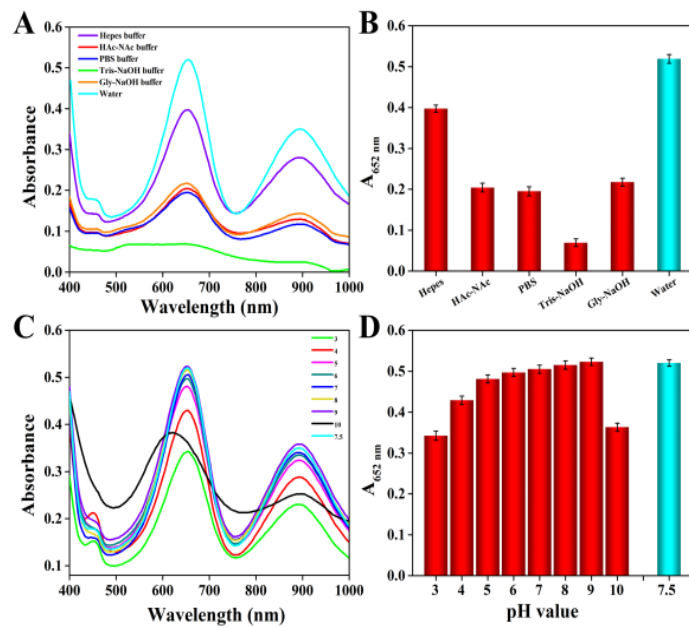 A
Hepes buffer
HAc-NAc buffer
PBS buffer
Tris-NaOH buffer
Gly-NaOH buffer
Water
Absorbance
0.6
0.5
0.4
0.3
0.2
0.1
0.0
400 500 600 700 800 900 1000
Wavelength (nm)
B
A652 nm
0.6
0.5
0.4
0.3
0.2
0.1
0.0
Hepes HAc-NAc PBS Tris-NaOH Gly-NaOH Water
C
3
4
5
6
7
8
9
10
7.5
Absorbance
0.6
0.5
0.4
0.3
0.2
0.1
400 500 600 700 800 900 1000
Wavelength (nm)
D
A652 nm
0.6
0.5
0.4
0.3
0.2
0.1
0.0
3 4 5 6 7 8 9 10 7.5
pH value